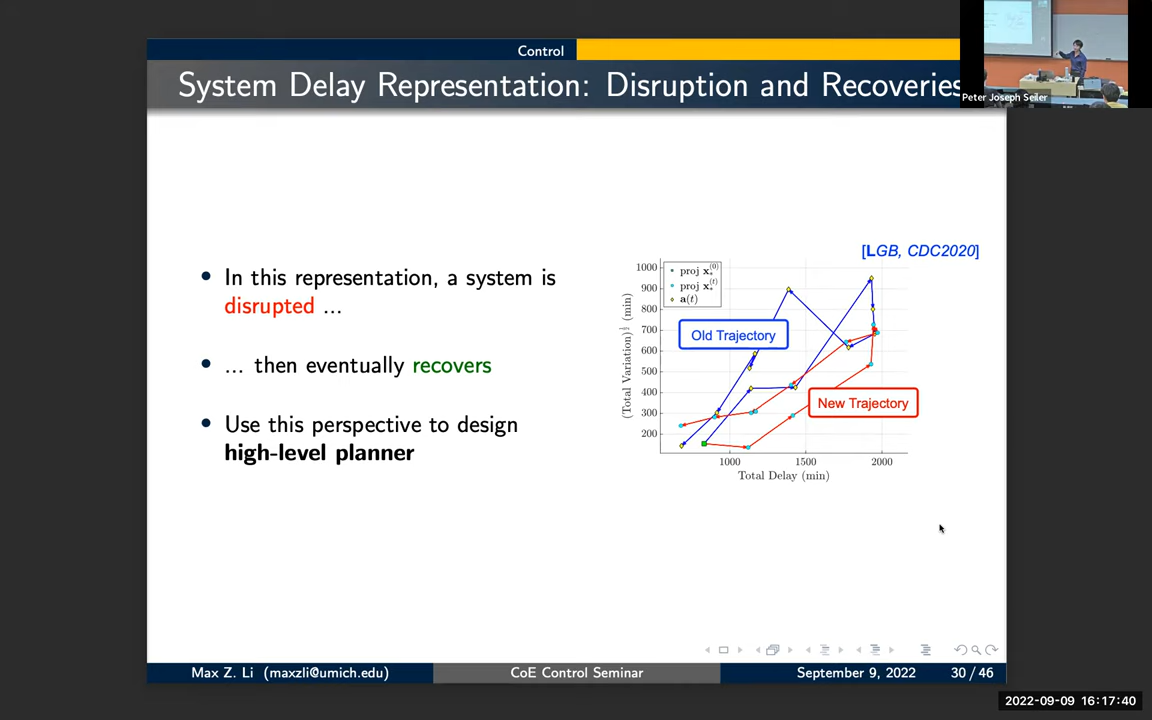 Control
System Delay Representation: Disruption and Recoveries
Peter Joseph Seiler
• In this representation, a system is
disrupted ...
• ... then eventually recovers
• Use this perspective to design
high-level planner
[LGB, CDC2020]
proj x*^(0)
proj x*^(t)
a(t)
Old Trajectory
New Trajectory
(Total Variation)^½ (min)
1000
900
800
700
600
500
400
300
200
1000 1500 2000
Total Delay (min)
Max Z. Li (maxzli@umich.edu) CoE Control Seminar September 9, 2022 30 / 46
2022-09-09 16:17:40